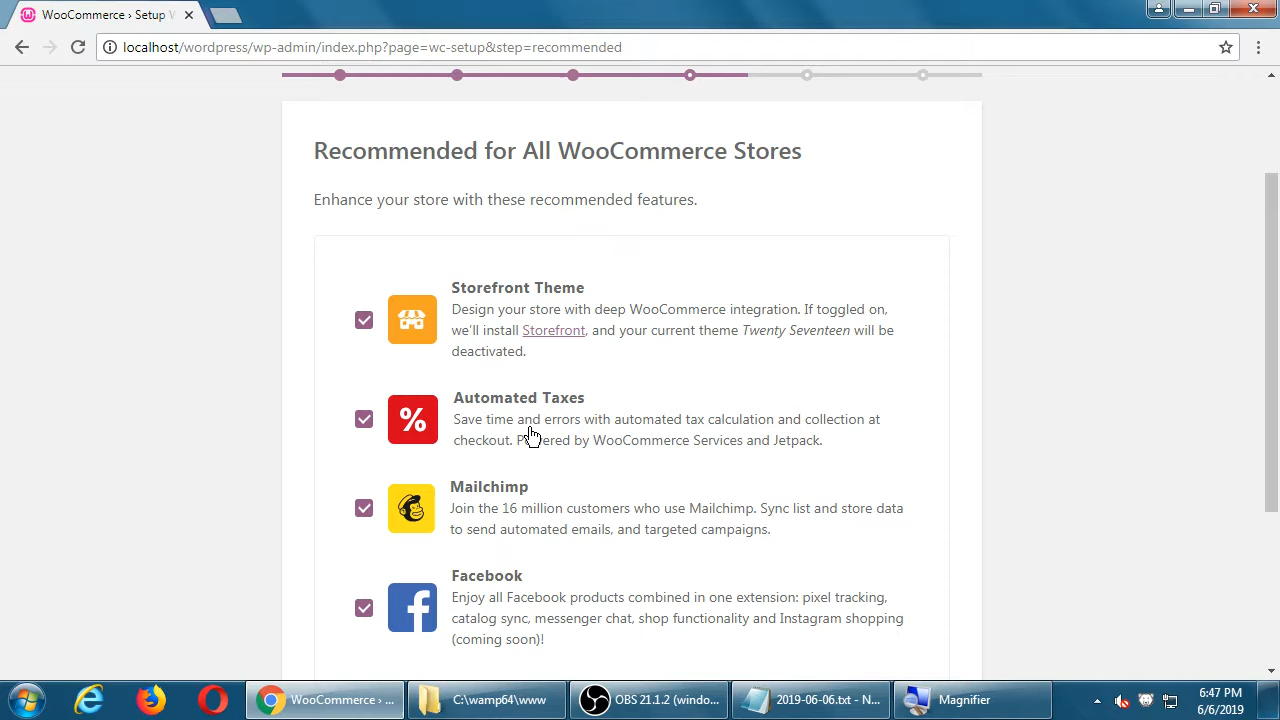 WooCommerce › Setup W
localhost/wordpress/wp-admin/index.php?page=wc-setup&step=recommended
Recommended for All WooCommerce Stores
Enhance your store with these recommended features.
Storefront Theme
Design your store with deep WooCommerce integration. If toggled on,
we'll install Storefront, and your current theme Twenty Seventeen will be
deactivated.
%
Automated Taxes
Save time and errors with automated tax calculation and collection at
checkout. Powered by WooCommerce Services and Jetpack.
Mailchimp
Join the 16 million customers who use Mailchimp. Sync list and store data
to send automated emails, and targeted campaigns.
Facebook
Enjoy all Facebook products combined in one extension: pixel tracking,
catalog sync, messenger chat, shop functionality and Instagram shopping
(coming soon)!
WooCommerce › ...
C:\wamp64\www
OBS 21.1.2 (windo...
2019-06-06.txt - N...
Magnifier
6:47 PM
6/6/2019